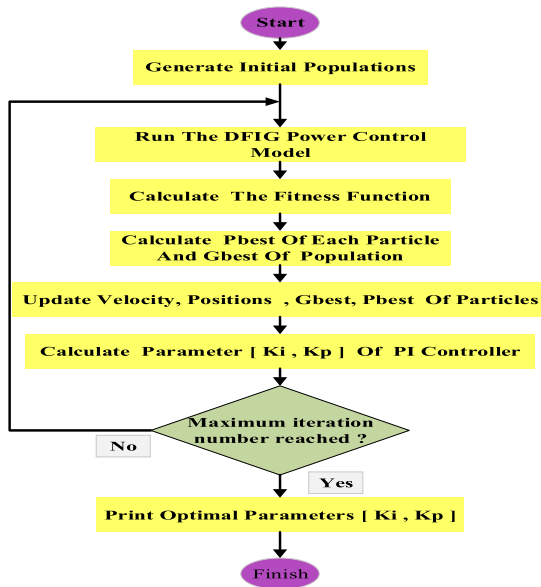 Start
Generate Initial Populations
Run The DFIG Power Control
Model
Calculate The Fitness Function
Calculate Pbest Of Each Particle
And Gbest Of Population
Update Velocity, Positions , Gbest, Pbest Of Particles
Calculate Parameter [ Ki , Kp ] Of PI Controller
Maximum iteration
number reached ?
No
Yes
Print Optimal Parameters [ Ki , Kp ]
Finish